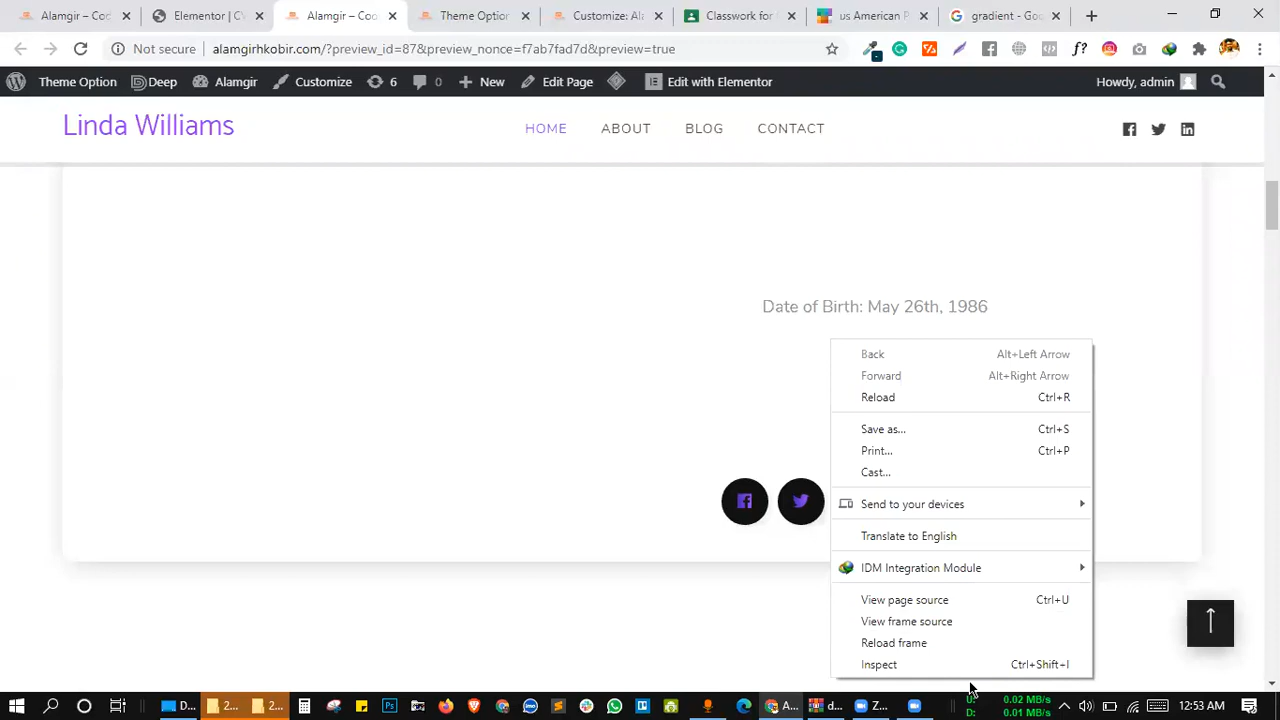 Alamgir – Coo
Elementor | C
Alamgir – Coo
Theme Option
Customize: Ala
Classwork for
us American P
gradient - Goo
Not secure
alamgirhkobir.com/?preview_id=87&preview_nonce=f7ab7fad7d&preview=true
Theme Option
Deep
Alamgir
Customize
6
0
New
Edit Page
Edit with Elementor
Howdy, admin
Linda Williams
HOME
ABOUT
BLOG
CONTACT
Date of Birth: May 26th, 1986
Back Alt+Left Arrow
Forward Alt+Right Arrow
Reload Ctrl+R
Save as... Ctrl+S
Print... Ctrl+P
Cast...
Send to your devices
Translate to English
IDM Integration Module
View page source Ctrl+U
View frame source
Reload frame
Inspect Ctrl+Shift+I
D...
2...
2...
A...
d...
Z...
U: 0.02 MB/s
D: 0.01 MB/s
12:53 AM